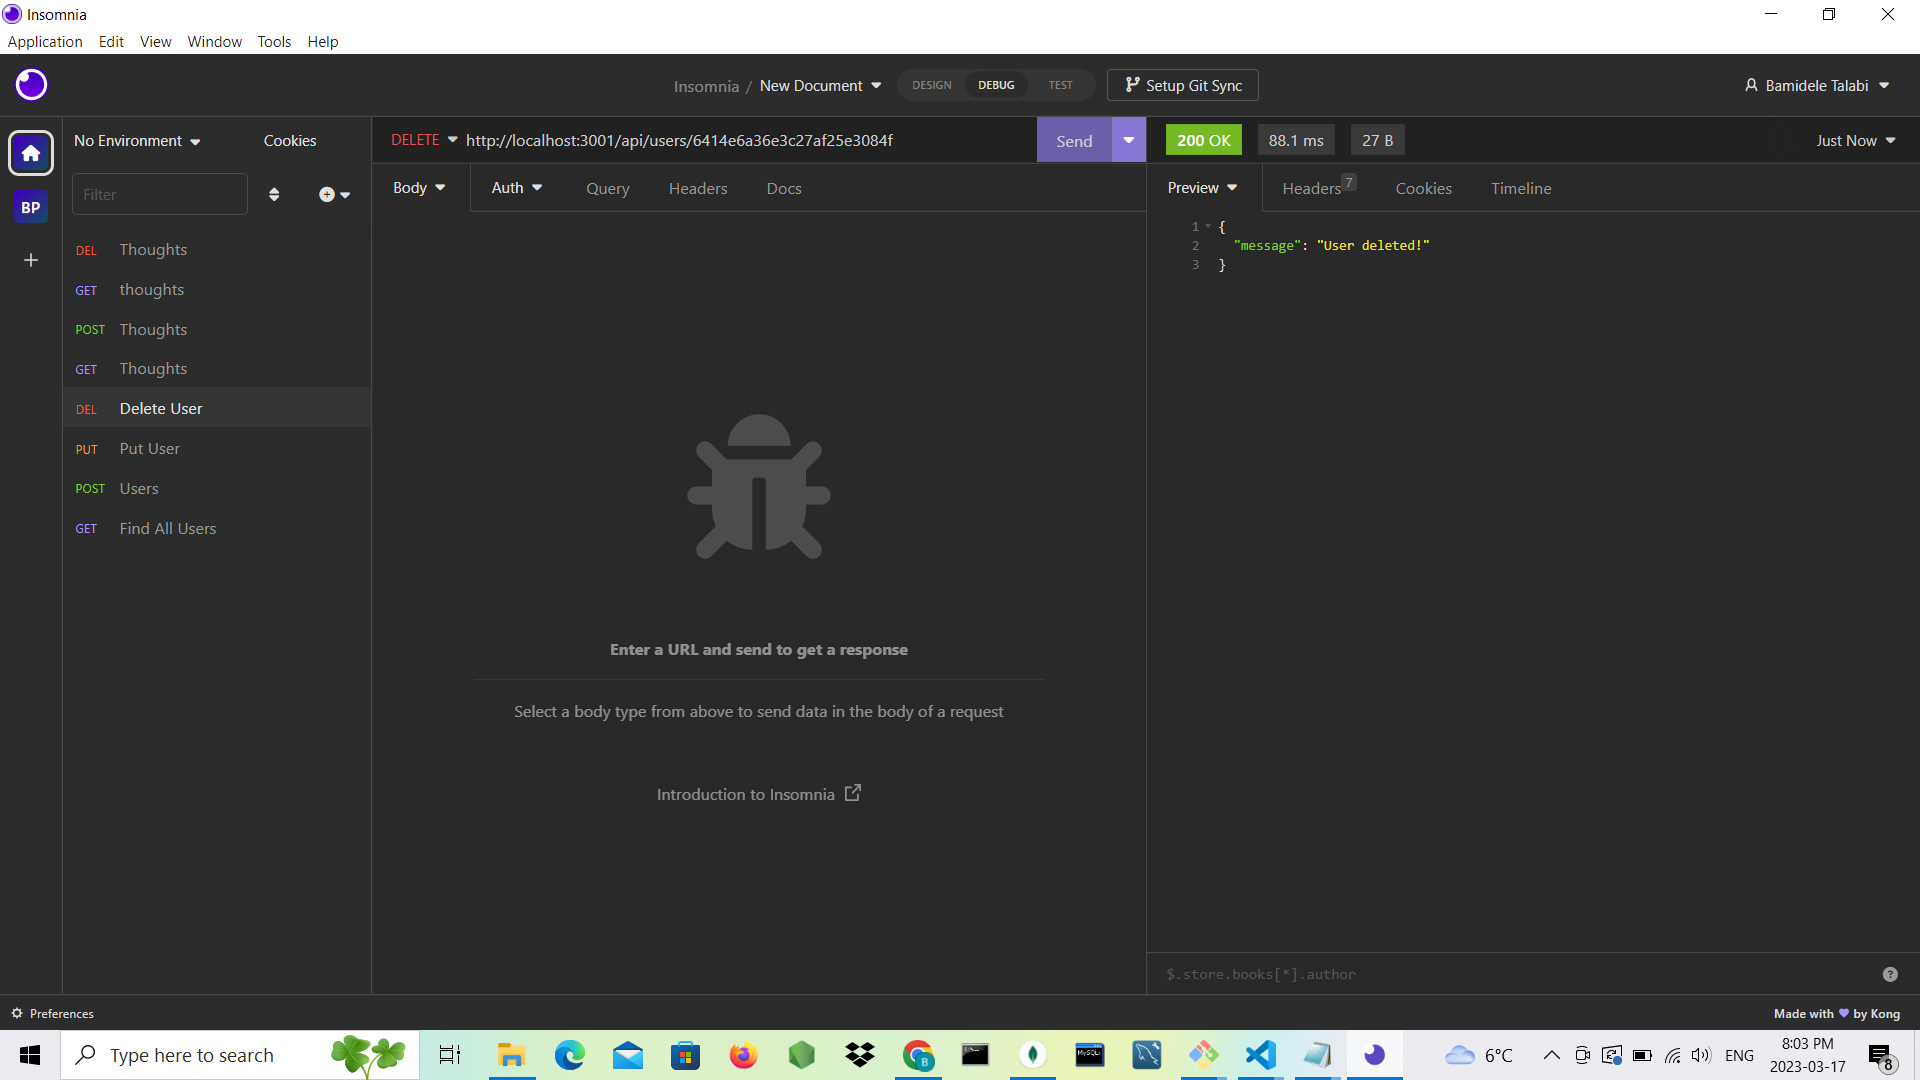 Insomnia
Application Edit View Window Tools Help
Insomnia / New Document DESIGN DEBUG TEST Setup Git Sync Bamidele Talabi
No Environment Cookies
DELETE http://localhost:3001/api/users/6414e6a36e3c27af25e3084f Send
200 OK 88.1 ms 27 B Just Now
Filter
Body Auth Query Headers Docs
Preview Headers 7 Cookies Timeline
BP
DEL Thoughts
GET thoughts
POST Thoughts
GET Thoughts
DEL Delete User
PUT Put User
POST Users
GET Find All Users
Enter a URL and send to get a response
Select a body type from above to send data in the body of a request
Introduction to Insomnia
1 {
2 "message": "User deleted!"
3 }
$.store.books[*].author ?
Preferences
Made with by Kong
Type here to search
B
MySQL
6°C
ENG
8:03 PM
2023-03-17
8